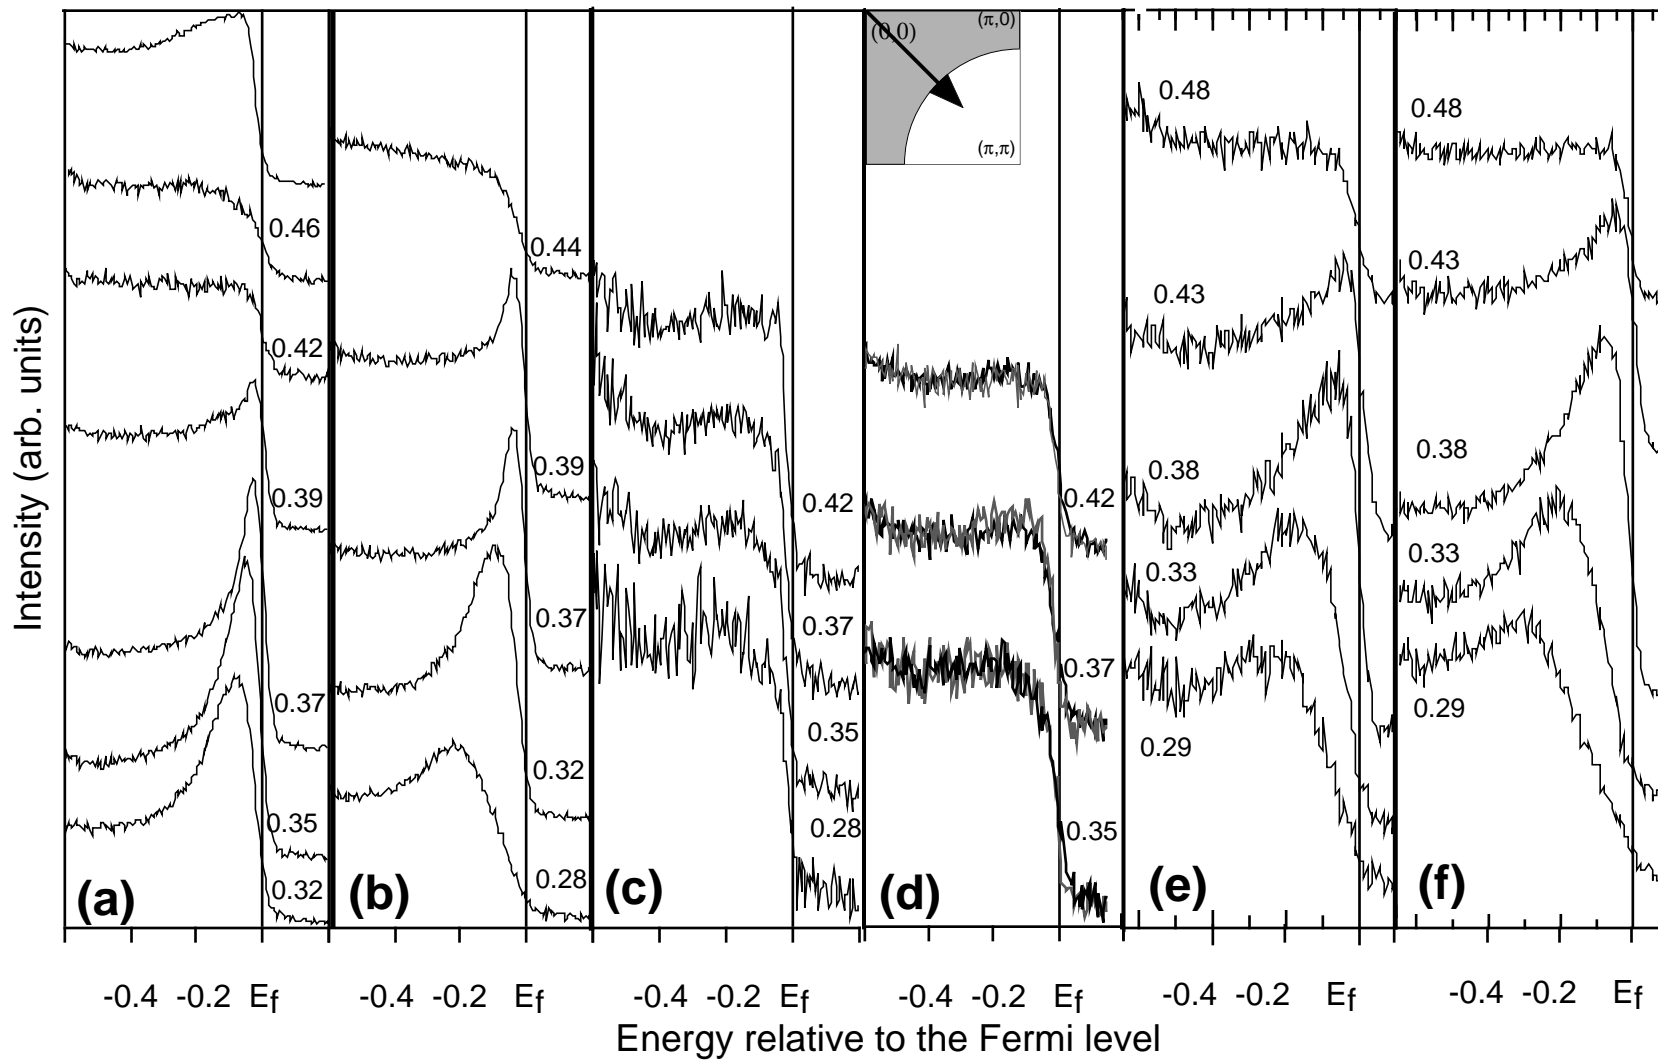 Intensity (arb. units)
0.46
0.42
0.39
0.37
0.35
0.32
(a)
0.44
0.39
0.37
0.32
0.28
(b)
0.42
0.37
0.35
0.28
(c)
(0,0)
(π,0)
(π,π)
0.42
0.37
0.35
(d)
0.48
0.43
0.38
0.33
0.29
(e)
0.48
0.43
0.38
0.33
0.29
(f)
-0.4 -0.2 Ef
-0.4 -0.2 Ef
-0.4 -0.2 Ef
-0.4 -0.2 Ef
-0.4 -0.2 Ef
-0.4 -0.2 Ef
Energy relative to the Fermi level